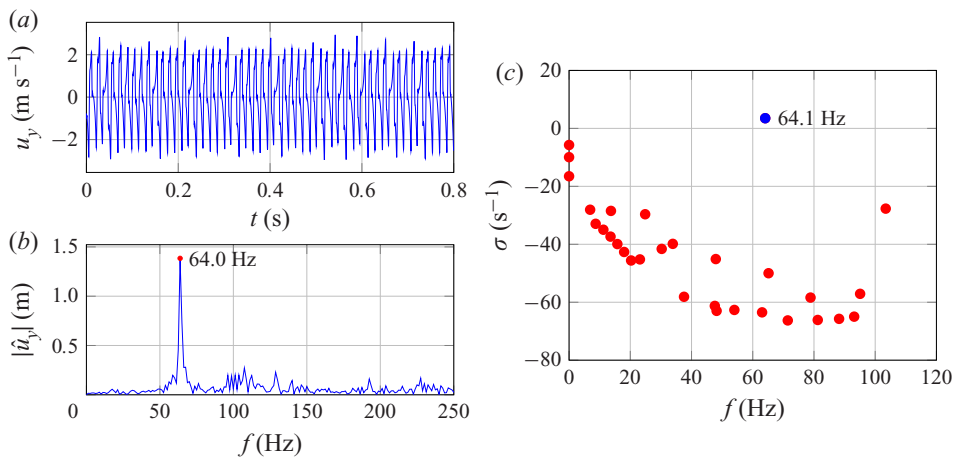 (a)
u_y (m s⁻¹)
2
0
−2
0
0.2
0.4
0.6
0.8
t (s)
(b)
|û_y| (m)
1.5
1.0
0.5
0
50
100
150
200
250
64.0 Hz
f (Hz)
(c)
σ (s⁻¹)
20
0
−20
−40
−60
−80
0
20
40
60
80
100
120
64.1 Hz
f (Hz)